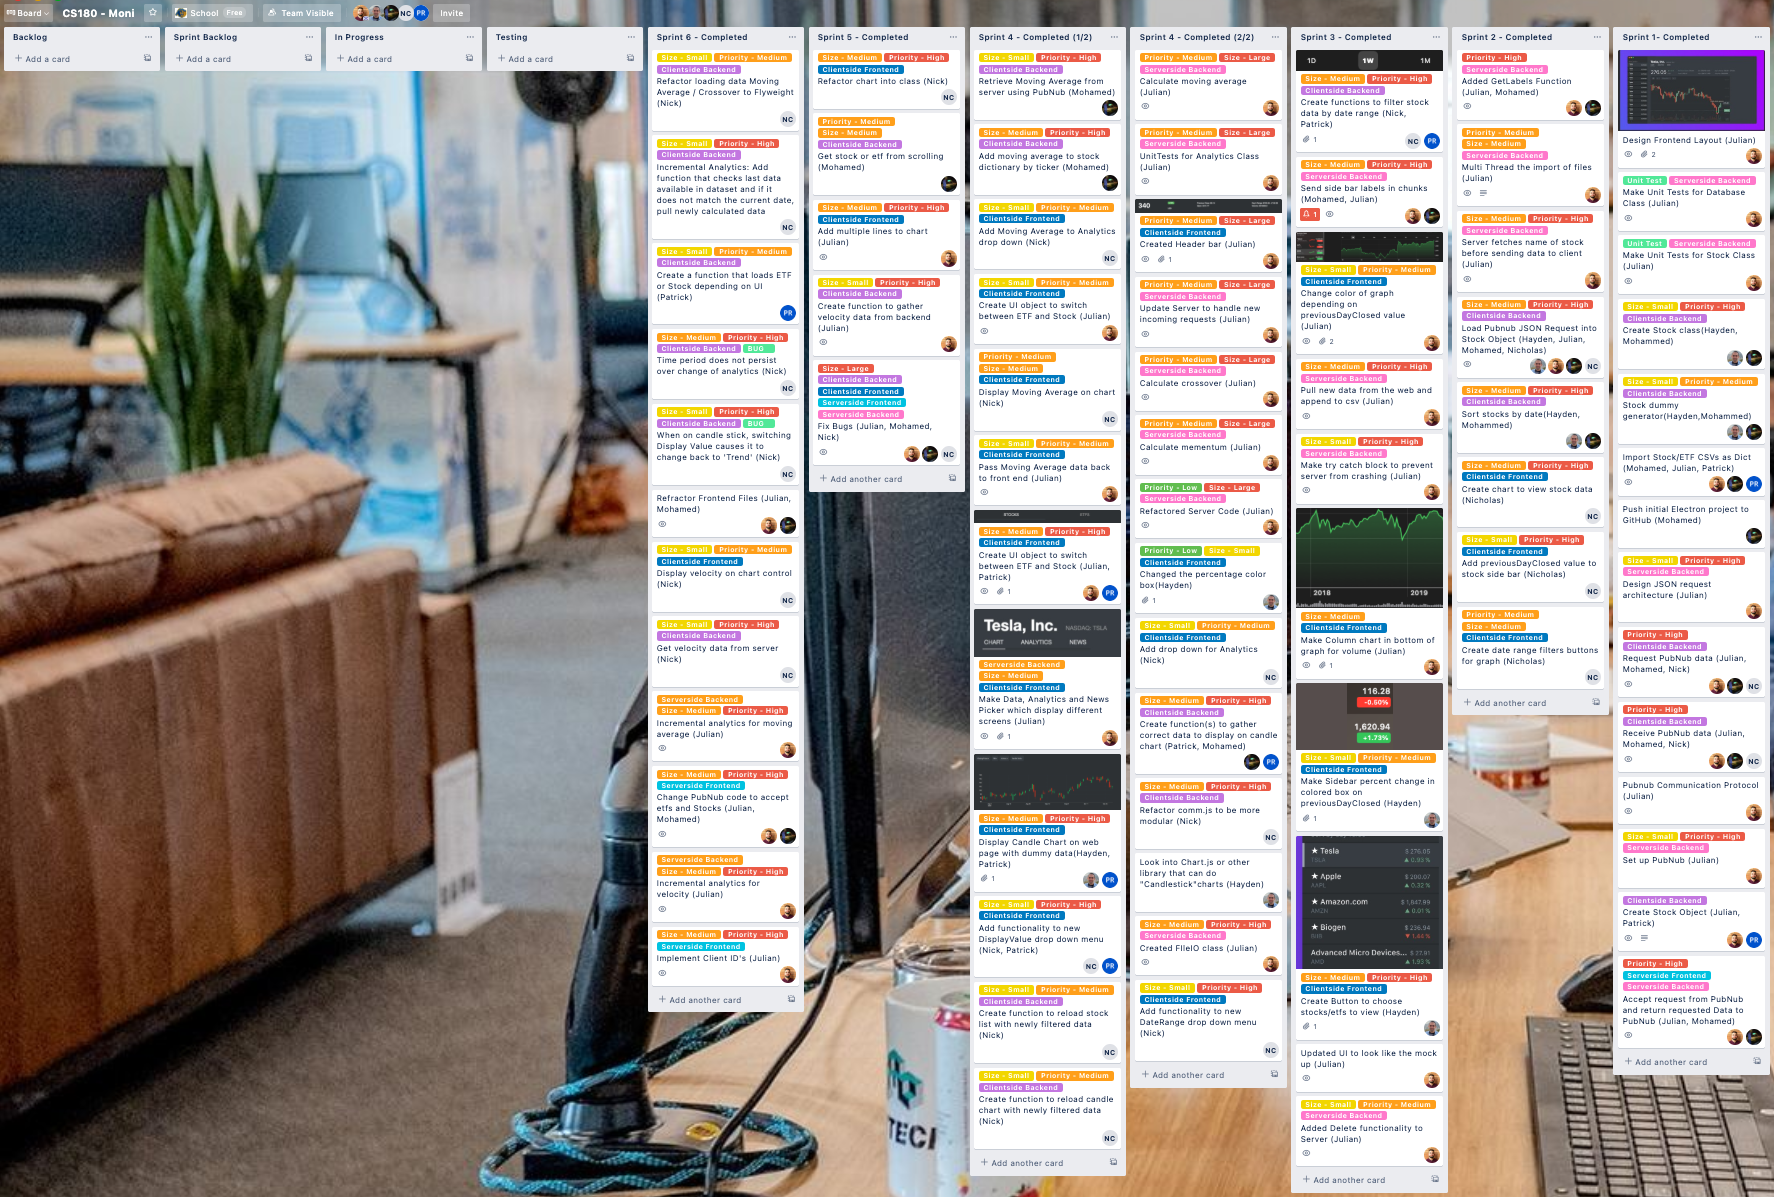 Board
CS180 - Moni
School
Free
Team Visible
NC
PR
Invite
Backlog
+ Add a card
Sprint Backlog
+ Add a card
In Progress
+ Add a card
Testing
+ Add a card
Sprint 6 - Completed
Size - Small Priority - Medium
Clientside Backend
Refactor loading data Moving
Average / Crossover to Flyweight
(Nick)
NC
Size - Small Priority - High
Clientside Backend
Incremental Analytics: Add
function that checks last data
available in dataset and if it
does not match the current date,
pull newly calculated data
NC
Size - Small Priority - Medium
Clientside Backend
Create a function that loads ETF
or Stock depending on UI
(Patrick)
PR
Size - Medium Priority - High
Clientside Backend BUG
Time period does not persist
over change of analytics (Nick)
NC
Size - Small Priority - High
Clientside Backend BUG
When on candle stick, switching
Display Value causes it to
change back to 'Trend' (Nick)
NC
Refractor Frontend Files (Julian,
Mohamed)
Size - Small Priority - Medium
Clientside Frontend
Display velocity on chart control
(Nick)
NC
Size - Small Priority - High
Clientside Backend
Get velocity data from server
(Nick)
NC
Serverside Backend
Size - Medium Priority - High
Incremental analytics for moving
average (Julian)
Size - Medium Priority - High
Serverside Frontend
Change PubNub code to accept
etfs and Stocks (Julian,
Mohamed)
Serverside Backend
Size - Medium Priority - High
Incremental analytics for
velocity (Julian)
Size - Medium Priority - High
Serverside Frontend
Implement Client ID's (Julian)
+ Add another card
Sprint 5 - Completed
Size - Medium Priority - High
Clientside Frontend
Refactor chart into class (Nick)
NC
Priority - Medium
Size - Medium
Clientside Backend
Get stock or etf from scrolling
(Mohamed)
Size - Medium Priority - High
Clientside Frontend
Add multiple lines to chart
(Julian)
Size - Small Priority - High
Clientside Backend
Create function to gather
velocity data from backend
(Julian)
Size - Large
Clientside Backend
Clientside Frontend
Serverside Frontend
Serverside Backend
Fix Bugs (Julian, Mohamed,
Nick)
NC
+ Add another card
Sprint 4 - Completed (1/2)
Size - Small Priority - High
Clientside Backend
Retrieve Moving Average from
server using PubNub (Mohamed)
Size - Medium Priority - High
Clientside Backend
Add moving average to stock
dictionary by ticker (Mohamed)
Size - Small Priority - Medium
Clientside Frontend
Add Moving Average to Analytics
drop down (Nick)
NC
Size - Small Priority - Medium
Clientside Frontend
Create UI object to switch
between ETF and Stock (Julian)
Priority - Medium
Size - Medium
Clientside Frontend
Display Moving Average on chart
(Nick)
NC
Size - Small Priority - Medium
Clientside Frontend
Pass Moving Average data back
to front end (Julian)
STOCKS
Size - Medium Priority - High
Clientside Frontend
Create UI object to switch
between ETF and Stock (Julian,
Patrick)
1
PR
Tesla, Inc. NASDAQ: TSLA
CHART ANALYTICS NEWS
Serverside Backend
Size - Medium
Clientside Frontend
Make Data, Analytics and News
Picker which display different
screens (Julian)
1
Size - Medium Priority - High
Clientside Frontend
Display Candle Chart on web
page with dummy data(Hayden,
Patrick)
1
PR
Size - Small Priority - High
Clientside Frontend
Add functionality to new
DisplayValue drop down menu
(Nick, Patrick)
NC PR
Size - Small Priority - Medium
Clientside Backend
Create function to reload stock
list with newly filtered data
(Nick)
NC
Size - Small Priority - Medium
Clientside Backend
Create function to reload candle
chart with newly filtered data
(Nick)
NC
+ Add another card
Sprint 4 - Completed (2/2)
Priority - Medium Size - Large
Serverside Backend
Calculate moving average
(Julian)
Priority - Medium Size - Large
Serverside Backend
UnitTests for Analytics Class
(Julian)
340
Priority - Medium Size - Large
Clientside Frontend
Created Header bar (Julian)
1
Priority - Medium Size - Large
Serverside Backend
Update Server to handle new
incoming requests (Julian)
Priority - Medium Size - Large
Serverside Backend
Calculate crossover (Julian)
Priority - Medium Size - Large
Serverside Backend
Calculate mementum (Julian)
Priority - Low Size - Large
Serverside Backend
Refactored Server Code (Julian)
Priority - Low Size - Small
Clientside Frontend
Changed the percentage color
box(Hayden)
1
Size - Small Priority - Medium
Clientside Frontend
Add drop down for Analytics
(Nick)
NC
Size - Medium Priority - High
Clientside Backend
Create function(s) to gather
correct data to display on candle
chart (Patrick, Mohamed)
PR
Size - Medium Priority - High
Clientside Backend
Refactor comm.js to be more
modular (Nick)
NC
Look into Chart.js or other
library that can do
"Candlestick"charts (Hayden)
Size - Medium Priority - High
Serverside Backend
Created FIleIO class (Julian)
Size - Small Priority - High
Clientside Frontend
Add functionality to new
DateRange drop down menu
(Nick)
NC
+ Add another card
Sprint 3 - Completed
1D 1W 1M
Size - Medium Priority - High
Clientside Backend
Create functions to filter stock
data by date range (Nick,
Patrick)
1
NC PR
Size - Medium Priority - High
Serverside Backend
Send side bar labels in chunks
(Mohamed, Julian)
1
Size - Small Priority - Medium
Clientside Frontend
Change color of graph
depending on
previousDayClosed value
(Julian)
2
Size - Medium Priority - High
Serverside Backend
Pull new data from the web and
append to csv (Julian)
Size - Small Priority - High
Serverside Backend
Make try catch block to prevent
server from crashing (Julian)
2018 2019
Size - Medium
Clientside Frontend
Make Column chart in bottom of
graph for volume (Julian)
1
116.28
-0.50%
1,620.94
+1.73%
Size - Small Priority - Medium
Clientside Frontend
Make Sidebar percent change in
colored box on
previousDayClosed (Hayden)
1
★ Tesla $ 276.05
TSLA
★ Apple $ 200.07
AAPL ▲ 0.32 %
★ Amazon.com
AMZN ▲ 0.01 %
★ Biogen $ 236.94
BIIB ▼ 1.44 %
Advanced Micro Devices... $ 27.91
AMD ▲ 1.93 %
Size - Medium Priority - High
Clientside Frontend
Create Button to choose
stocks/etfs to view (Hayden)
1
Updated UI to look like the mock
up (Julian)
Size - Small Priority - Medium
Serverside Backend
Added Delete functionality to
Server (Julian)
+ Add another card
Sprint 2 - Completed
Priority - High
Serverside Backend
Added GetLabels Function
(Julian, Mohamed)
Priority - Medium
Size - Medium
Serverside Backend
Multi Thread the import of files
(Julian)
Size - Medium Priority - High
Serverside Backend
Server fetches name of stock
before sending data to client
(Julian)
Size - Medium Priority - High
Clientside Backend
Load Pubnub JSON Request into
Stock Object (Hayden, Julian,
Mohamed, Nicholas)
NC
Size - Medium Priority - High
Clientside Backend
Sort stocks by date(Hayden,
Mohammed)
Size - Medium Priority - High
Clientside Frontend
Create chart to view stock data
(Nicholas)
NC
Size - Small Priority - High
Clientside Frontend
Add previousDayClosed value to
stock side bar (Nicholas)
NC
Priority - Medium
Size - Medium
Clientside Frontend
Create date range filters buttons
for graph (Nicholas)
NC
+ Add another card
Sprint 1- Completed
Tesla, Inc.
276.05
Design Frontend Layout (Julian)
2
Unit Test Serverside Backend
Make Unit Tests for Database
Class (Julian)
Unit Test Serverside Backend
Make Unit Tests for Stock Class
(Julian)
Size - Small Priority - High
Clientside Backend
Create Stock class(Hayden,
Mohammed)
Size - Small Priority - Medium
Clientside Backend
Stock dummy
generator(Hayden,Mohammed)
Import Stock/ETF CSVs as Dict
(Mohamed, Julian, Patrick)
PR
Push initial Electron project to
GitHub (Mohamed)
Size - Small Priority - High
Serverside Backend
Design JSON request
architecture (Julian)
Priority - High
Clientside Backend
Request PubNub data (Julian,
Mohamed, Nick)
NC
Priority - High
Clientside Backend
Receive PubNub data (Julian,
Mohamed, Nick)
NC
Pubnub Communication Protocol
(Julian)
Size - Small Priority - High
Serverside Backend
Set up PubNub (Julian)
Clientside Backend
Create Stock Object (Julian,
Patrick)
PR
Priority - High
Serverside Frontend
Serverside Backend
Accept request from PubNub
and return requested Data to
PubNub (Julian, Mohamed)
+ Add another card
TECI